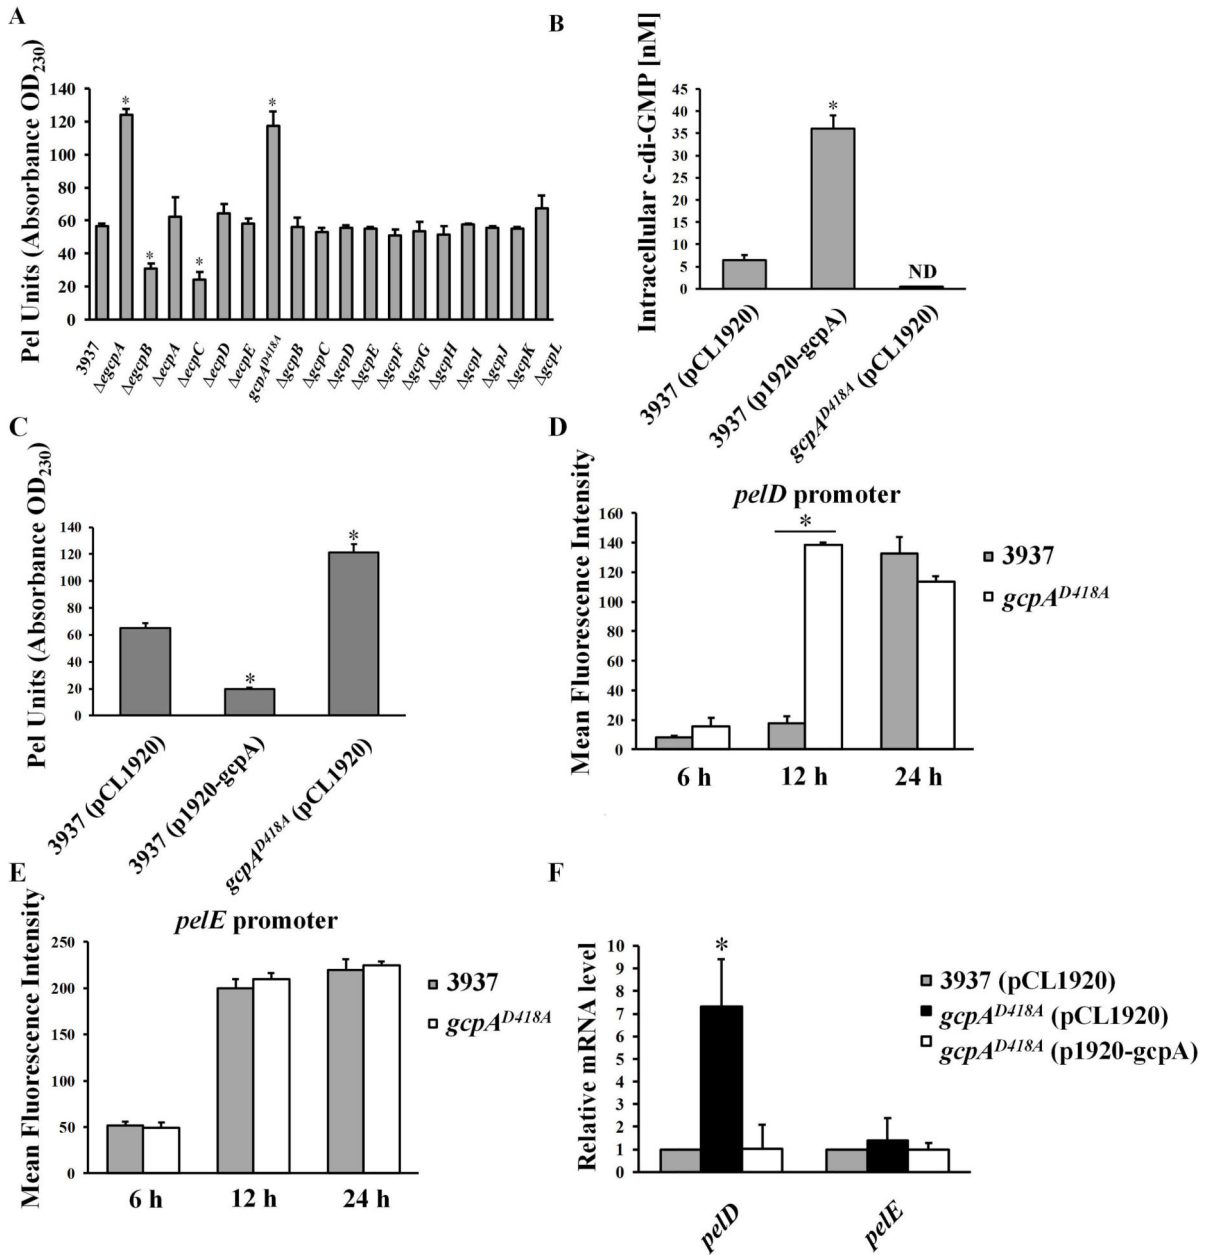 A
Pel Units (Absorbance OD230)
140
120
100
80
60
40
20
0
*
*
*
*
3937
ΔegcpA
ΔegcpB
ΔecpA
ΔecpC
ΔecpD
ΔecpE
gcpAD418A
ΔgcpB
ΔgcpC
ΔgcpD
ΔgcpE
ΔgcpF
ΔgcpG
ΔgcpH
ΔgcpI
ΔgcpJ
ΔgcpK
ΔgcpL
B
Intracellular c-di-GMP [nM]
45
40
35
30
25
20
15
10
5
0
*
ND
3937 (pCL1920)
3937 (p1920-gcpA)
gcpAD418A (pCL1920)
C
Pel Units (Absorbance OD230)
140
120
100
80
60
40
20
0
*
*
3937 (pCL1920)
3937 (p1920-gcpA)
gcpAD418A (pCL1920)
D
pelD promoter
Mean Fluorescence Intensity
160
140
120
100
80
60
40
20
0
*
6 h 12 h 24 h
3937
gcpAD418A
E
pelE promoter
Mean Fluorescence Intensity
250
200
150
100
50
0
6 h 12 h 24 h
3937
gcpAD418A
F
Relative mRNA level
10
9
8
7
6
5
4
3
2
1
0
*
pelD
pelE
3937 (pCL1920)
gcpAD418A (pCL1920)
gcpAD418A (p1920-gcpA)